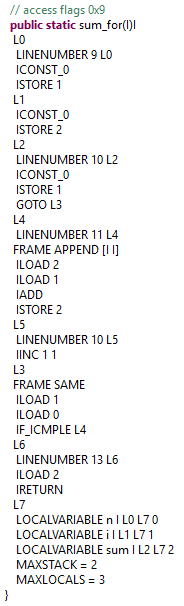 // access flags 0x9
public static sum_for(I)I
L0
LINENUMBER 9 L0
ICONST_0
ISTORE 1
L1
ICONST_0
ISTORE 2
L2
LINENUMBER 10 L2
ICONST_0
ISTORE 1
GOTO L3
L4
LINENUMBER 11 L4
FRAME APPEND [I I]
ILOAD 2
ILOAD 1
IADD
ISTORE 2
L5
LINENUMBER 10 L5
IINC 1 1
L3
FRAME SAME
ILOAD 1
ILOAD 0
IF_ICMPLE L4
L6
LINENUMBER 13 L6
ILOAD 2
IRETURN
L7
LOCALVARIABLE n I L0 L7 0
LOCALVARIABLE i I L1 L7 1
LOCALVARIABLE sum I L2 L7 2
MAXSTACK = 2
MAXLOCALS = 3
}